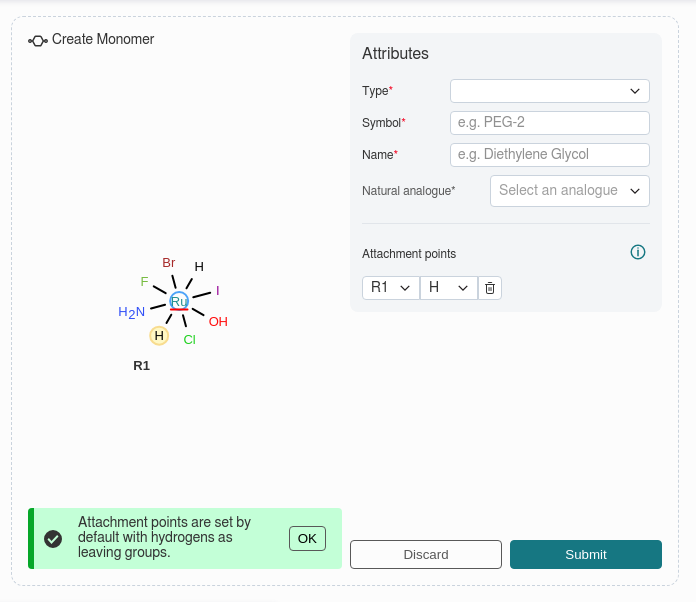 Create Monomer
Attributes
Type*
Symbol* e.g. PEG-2
Name* e.g. Diethylene Glycol
Natural analogue* Select an analogue
Attachment points
R1 H
Br H
F I
Ru
H2N OH
H Cl
R1
Attachment points are set by
default with hydrogens as
leaving groups.
OK
Discard Submit